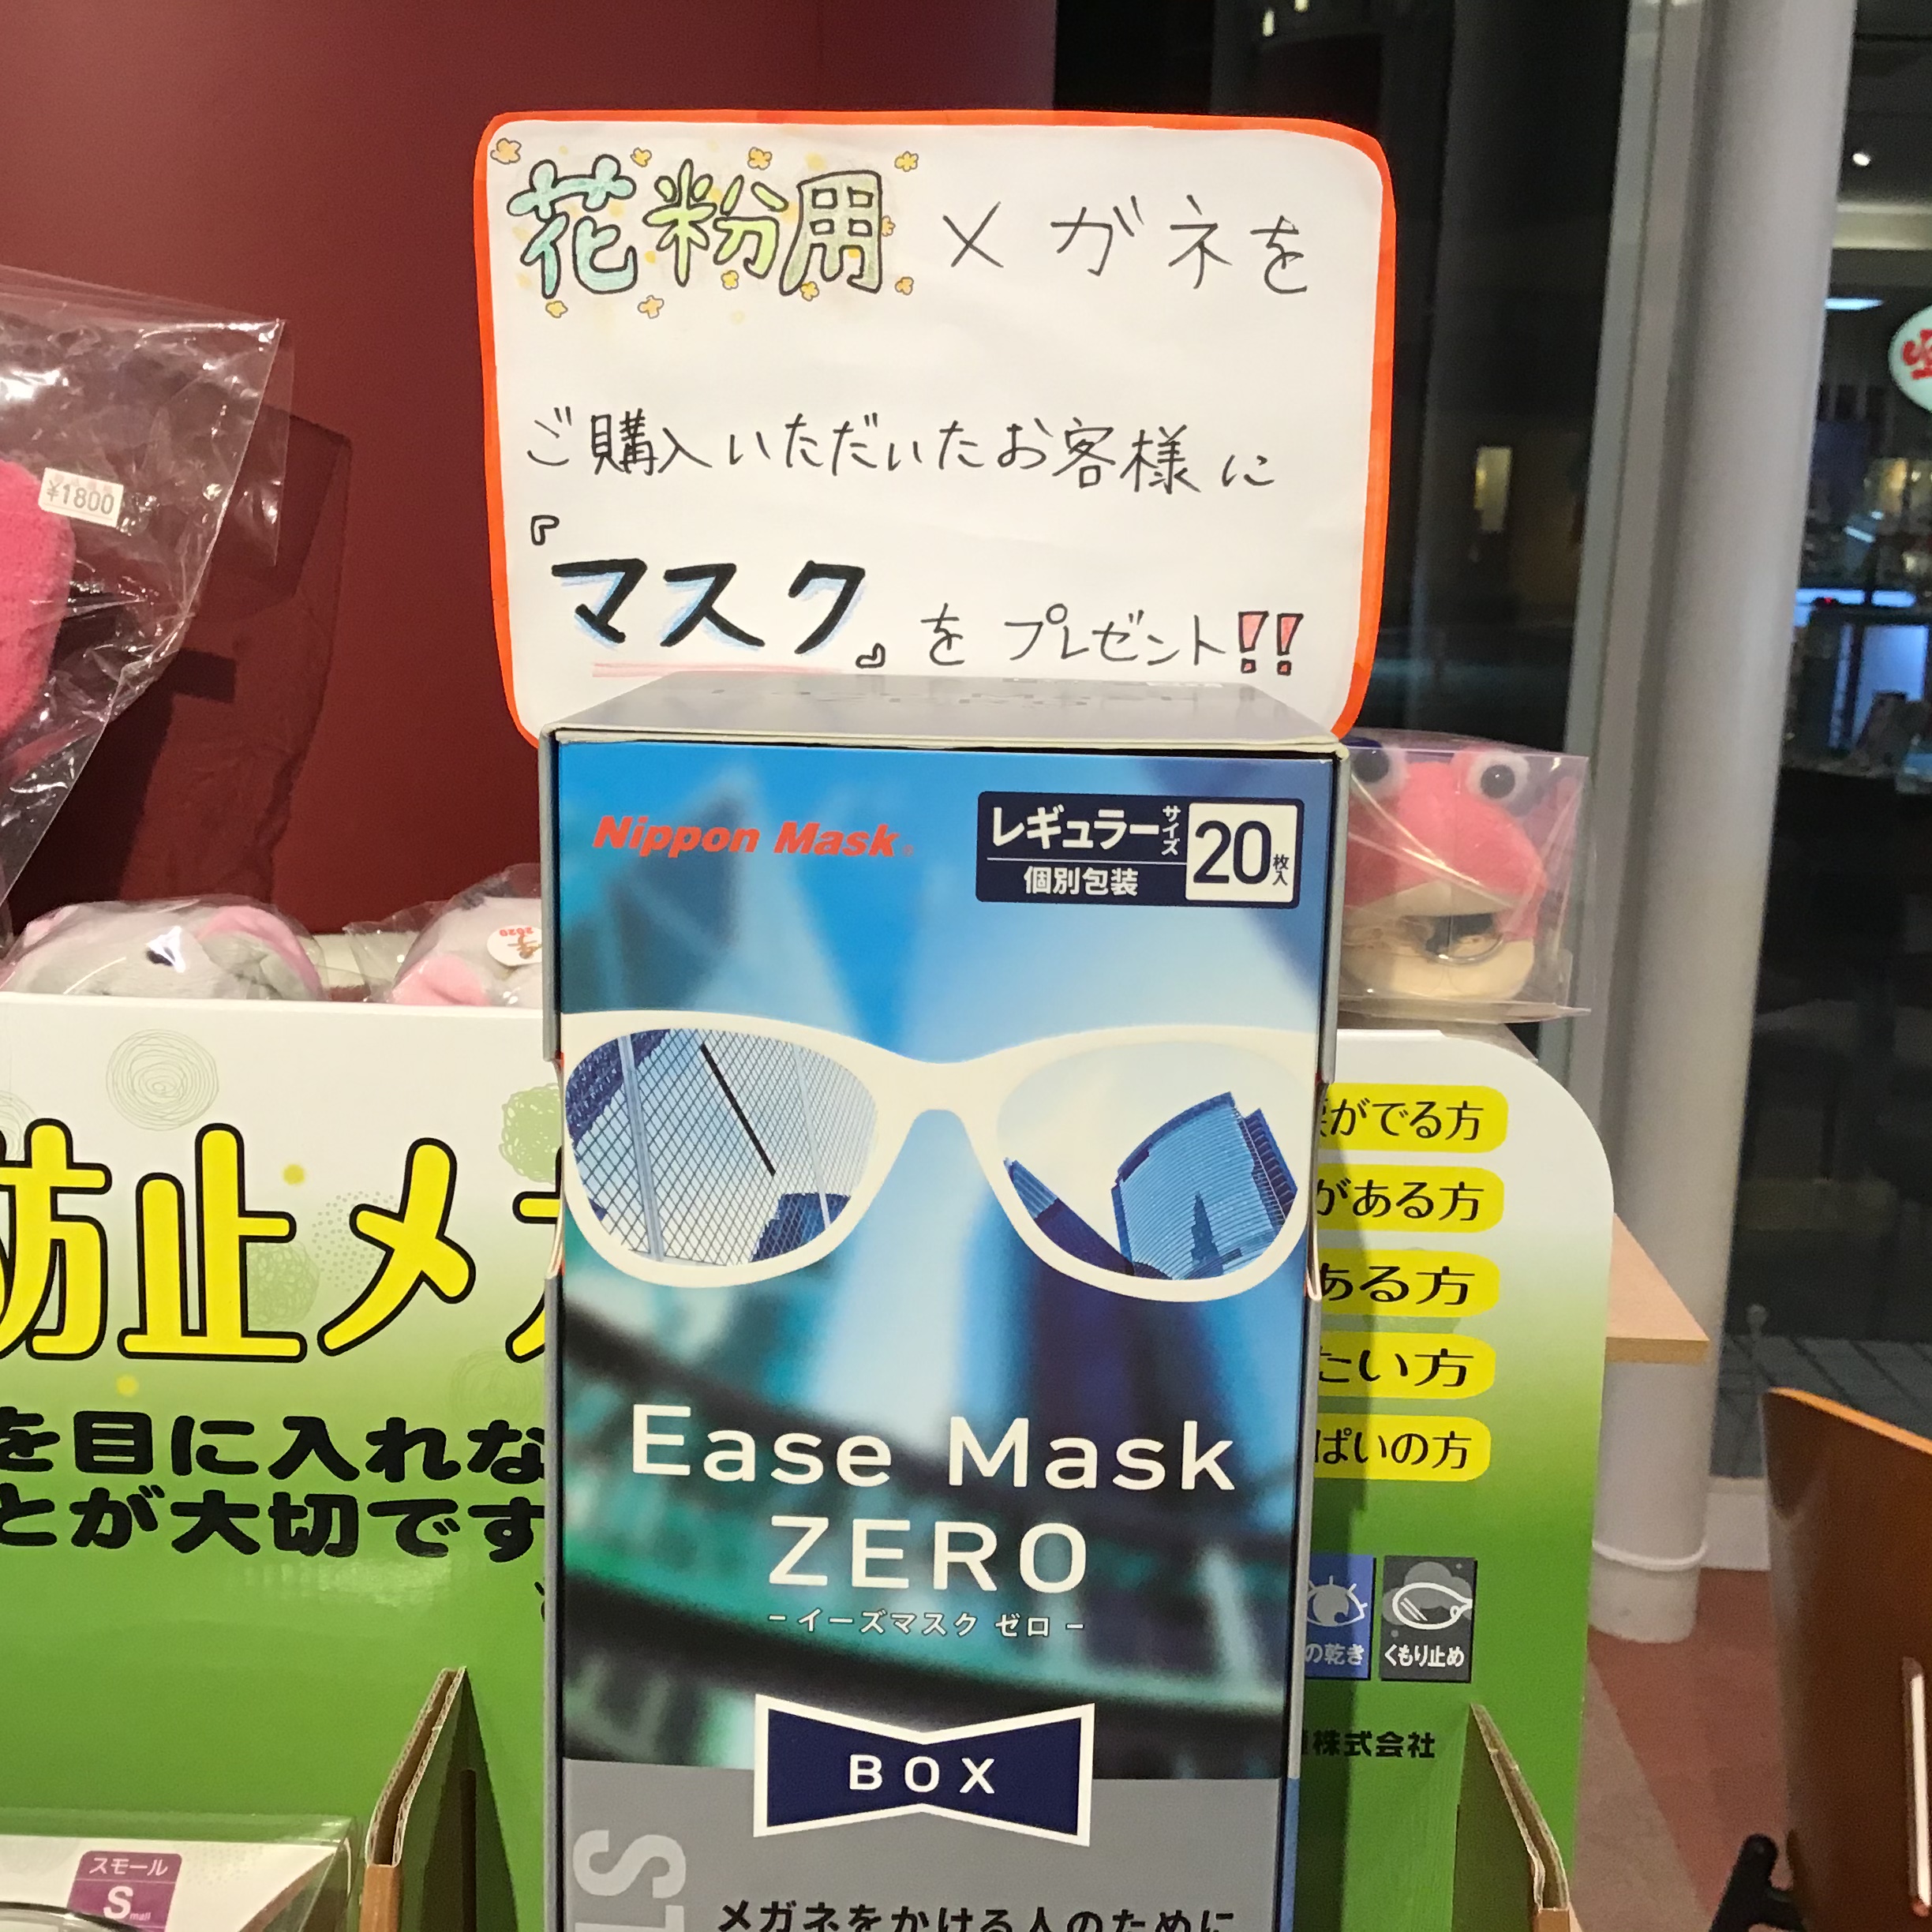 花粉用メガネを
ご購入いただいたお客様に
『マスク』をプレゼント!!
¥1800
2020
Nippon Mask
レギュラーサイズ
個別包装
20枚入
防止メ
を目に入れな
とが大切です
がでる方
がある方
ある方
たい方
ぱいの方
Ease Mask
ZERO
-イーズマスク ゼロ-
の乾き
くもり止め
株式会社
BOX
スモール
Small
メガネをかける人のために